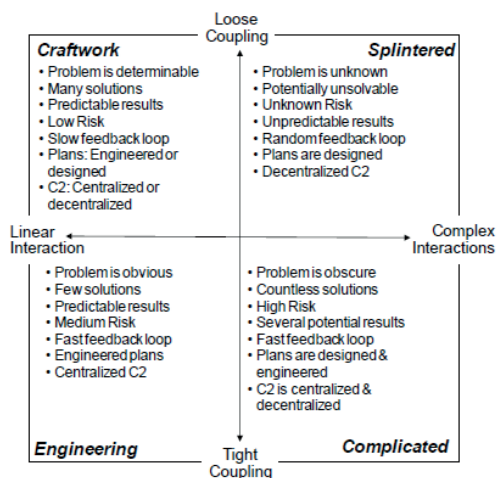 Loose
Coupling
Craftwork
• Problem is determinable
• Many solutions
• Predictable results
• Low Risk
• Slow feedback loop
• Plans: Engineered or
designed
• C2: Centralized or
decentralized
Splintered
• Problem is unknown
• Potentially unsolvable
• Unknown Risk
• Unpredictable results
• Random feedback loop
• Plans are designed
• Decentralized C2
Linear
Interaction
Complex
Interactions
• Problem is obvious
• Few solutions
• Predictable results
• Medium Risk
• Fast feedback loop
• Engineered plans
• Centralized C2
Engineering
• Problem is obscure
• Countless solutions
• High Risk
• Several potential results
• Fast feedback loop
• Plans are designed &
engineered
• C2 is centralized &
decentralized
Complicated
Tight
Coupling